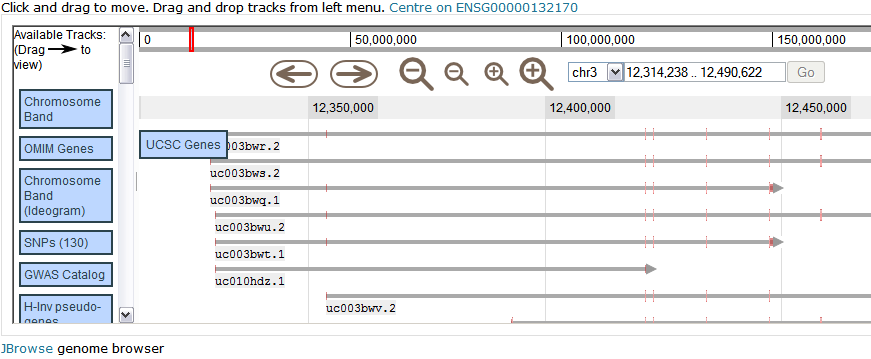 Click and drag to move. Drag and drop tracks from left menu. Centre on ENSG00000132170
Available Tracks:
(Drag to
view)
0 50,000,000 100,000,000 150,000,000
chr3 12,314,238 .. 12,490,622 Go
12,350,000 12,400,000 12,450,000
Chromosome
Band
OMIM Genes
Chromosome
Band
(Ideogram)
SNPs (130)
GWAS Catalog
H-Inv pseudo-
genes
UCSC Genes
uc003bwr.2
uc003bws.2
uc003bwq.1
uc003bwu.2
uc003bwt.1
uc010hdz.1
uc003bwv.2
JBrowse genome browser